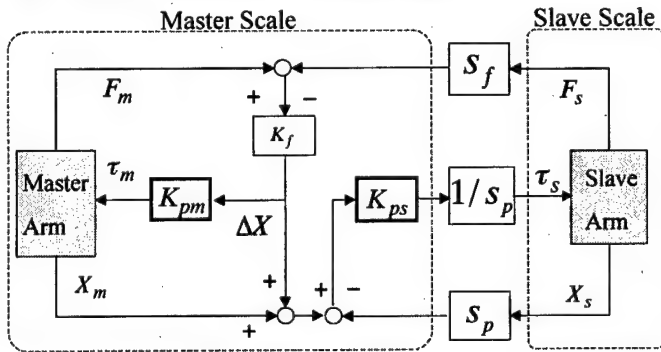 Master Scale
Slave Scale
S_f
F_m
+
−
F_s
K_f
τ_m
Master
Arm
K_pm
K_ps
1/s_p
τ_s
Slave
Arm
ΔX
X_m
+
+
+
−
S_p
X_s